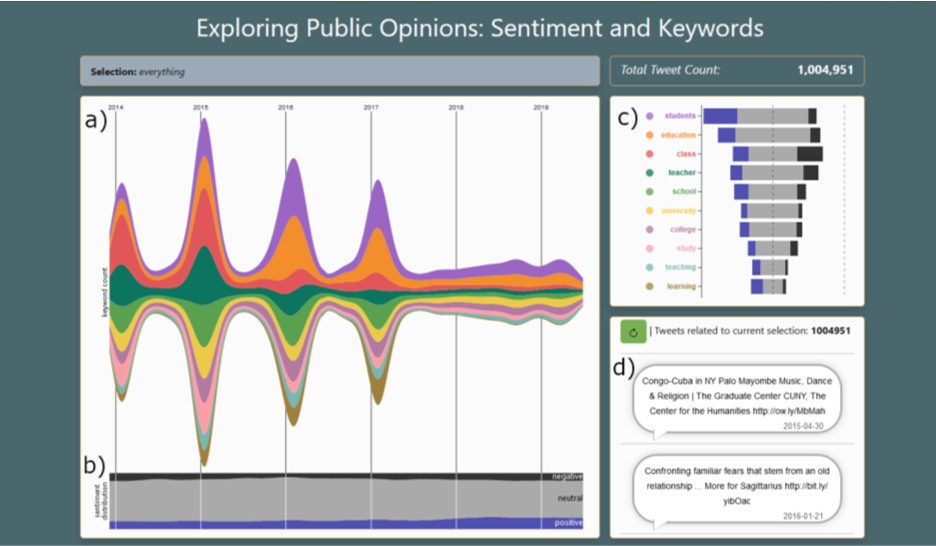 Exploring Public Opinions: Sentiment and Keywords
Selection: everything
Total Tweet Count: 1,004,951
a)
2014 2015 2016 2017 2018 2019
keyword count
b)
sentiment
distribution
negative
neutral
positive
c)
students
education
class
teacher
school
university
college
study
teaching
learning
| Tweets related to current selection: 1004951
d)
Congo-Cuba in NY Palo Mayombe Music, Dance
& Religion | The Graduate Center CUNY, The
Center for the Humanities http://ow.ly/MbMah
2015-04-30
Confronting familiar fears that stem from an old
relationship ... More for Sagittarius http://bit.ly/
yibOac
2016-01-21